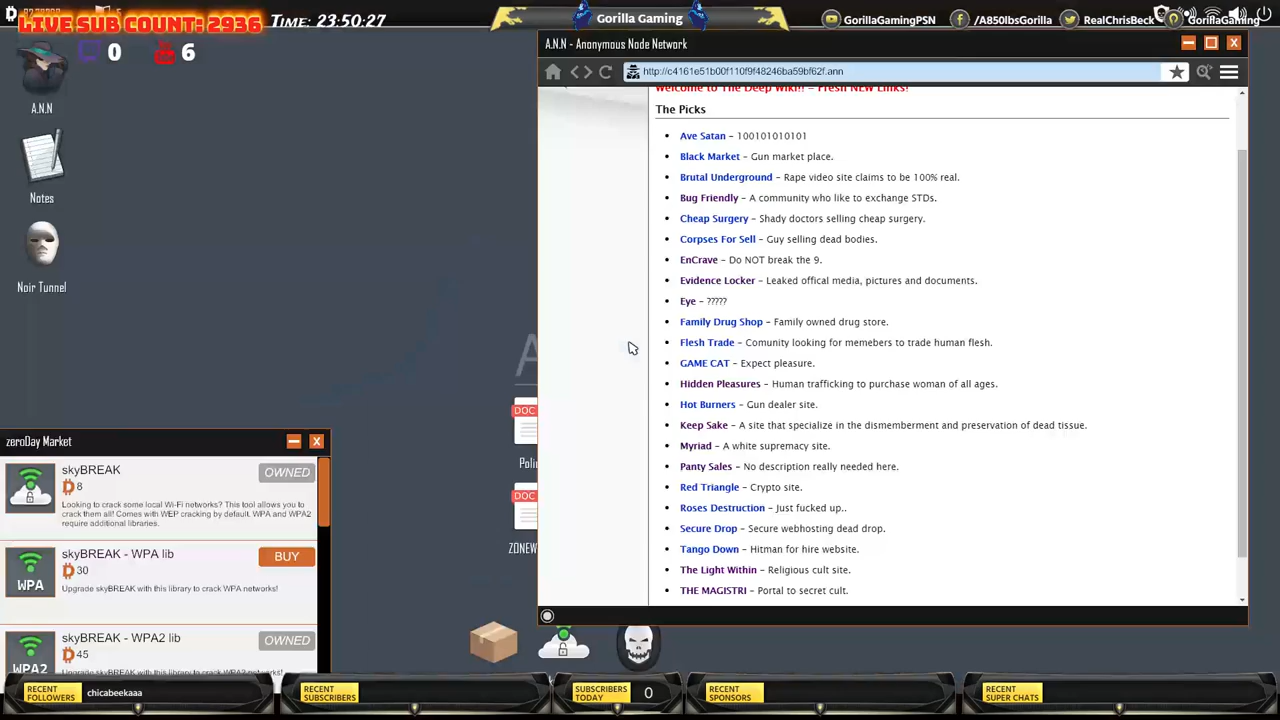 LIVE SUB COUNT: 2936
TIME: 23:50:27
Gorilla Gaming
GorillaGamingPSN
/A850lbsGorilla
RealChrisBeck
GorillaGaming
0
6
A.N.N
Notes
Noir Tunnel
A.N.N - Anonymous Node Network
http://c4161e51b00f110f9f48246ba59bf62f.ann
Welcome to The Deep Wiki!! – Fresh NEW Links!
The Picks
Ave Satan – 100101010101
Black Market – Gun market place.
Brutal Underground – Rape video site claims to be 100% real.
Bug Friendly – A community who like to exchange STDs.
Cheap Surgery – Shady doctors selling cheap surgery.
Corpses For Sell – Guy selling dead bodies.
EnCrave – Do NOT break the 9.
Evidence Locker – Leaked offical media, pictures and documents.
Eye – ?????
Family Drug Shop – Family owned drug store.
Flesh Trade – Comunity looking for memebers to trade human flesh.
GAME CAT – Expect pleasure.
Hidden Pleasures – Human trafficking to purchase woman of all ages.
Hot Burners – Gun dealer site.
Keep Sake – A site that specialize in the dismemberment and preservation of dead tissue.
Myriad – A white supremacy site.
Panty Sales – No description really needed here.
Red Triangle – Crypto site.
Roses Destruction – Just fucked up..
Secure Drop – Secure webhosting dead drop.
Tango Down – Hitman for hire website.
The Light Within – Religious cult site.
THE MAGISTRI – Portal to secret cult.
DOC
DOC
ZONEW
zeroDay Market
skyBREAK
OWNED
8
Looking to crack some local Wi-Fi networks? This tool allows you to
crack them all! Comes with WEP cracking by default. WPA and WPA2
require additional libraries.
skyBREAK - WPA lib
BUY
30
WPA
Upgrade skyBREAK with this library to crack WPA networks!
skyBREAK - WPA2 lib
OWNED
45
WPA2
Upgrade skyBREAK with this library to crack WPA2 networks!
RECENT FOLLOWERS
chicabeekaaa
RECENT SUBSCRIBERS
SUBSCRIBERS TODAY
0
RECENT SPONSORS
RECENT SUPER CHATS